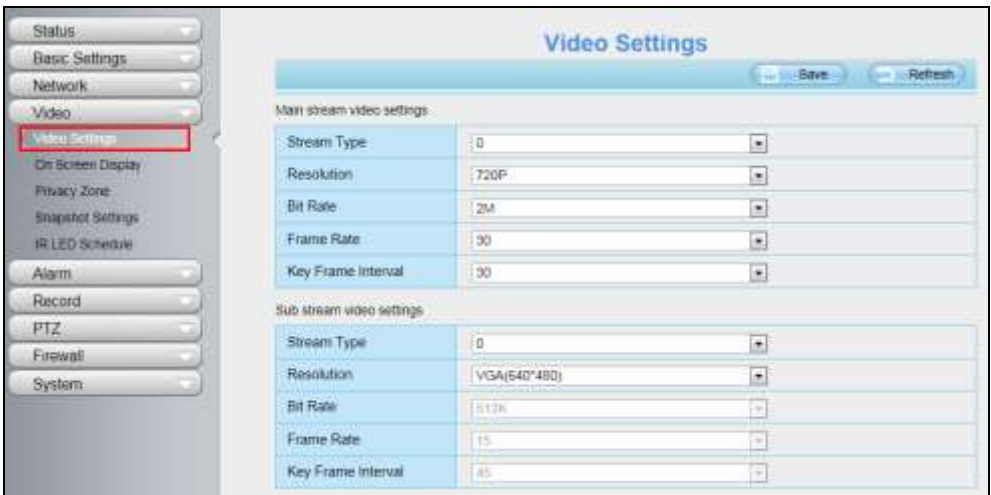 Status
Basic Settings
Network
Video
Video Settings
On Screen Display
Privacy Zone
Snapshot Settings
IR LED Schedule
Alarm
Record
PTZ
Firewall
System
Video Settings
Save
Refresh
Main stream video settings
Stream Type 0
Resolution 720P
Bit Rate 2M
Frame Rate 30
Key Frame Interval 30
Sub stream video settings
Stream Type 0
Resolution VGA(640*480)
Bit Rate 512K
Frame Rate 15
Key Frame Interval 45